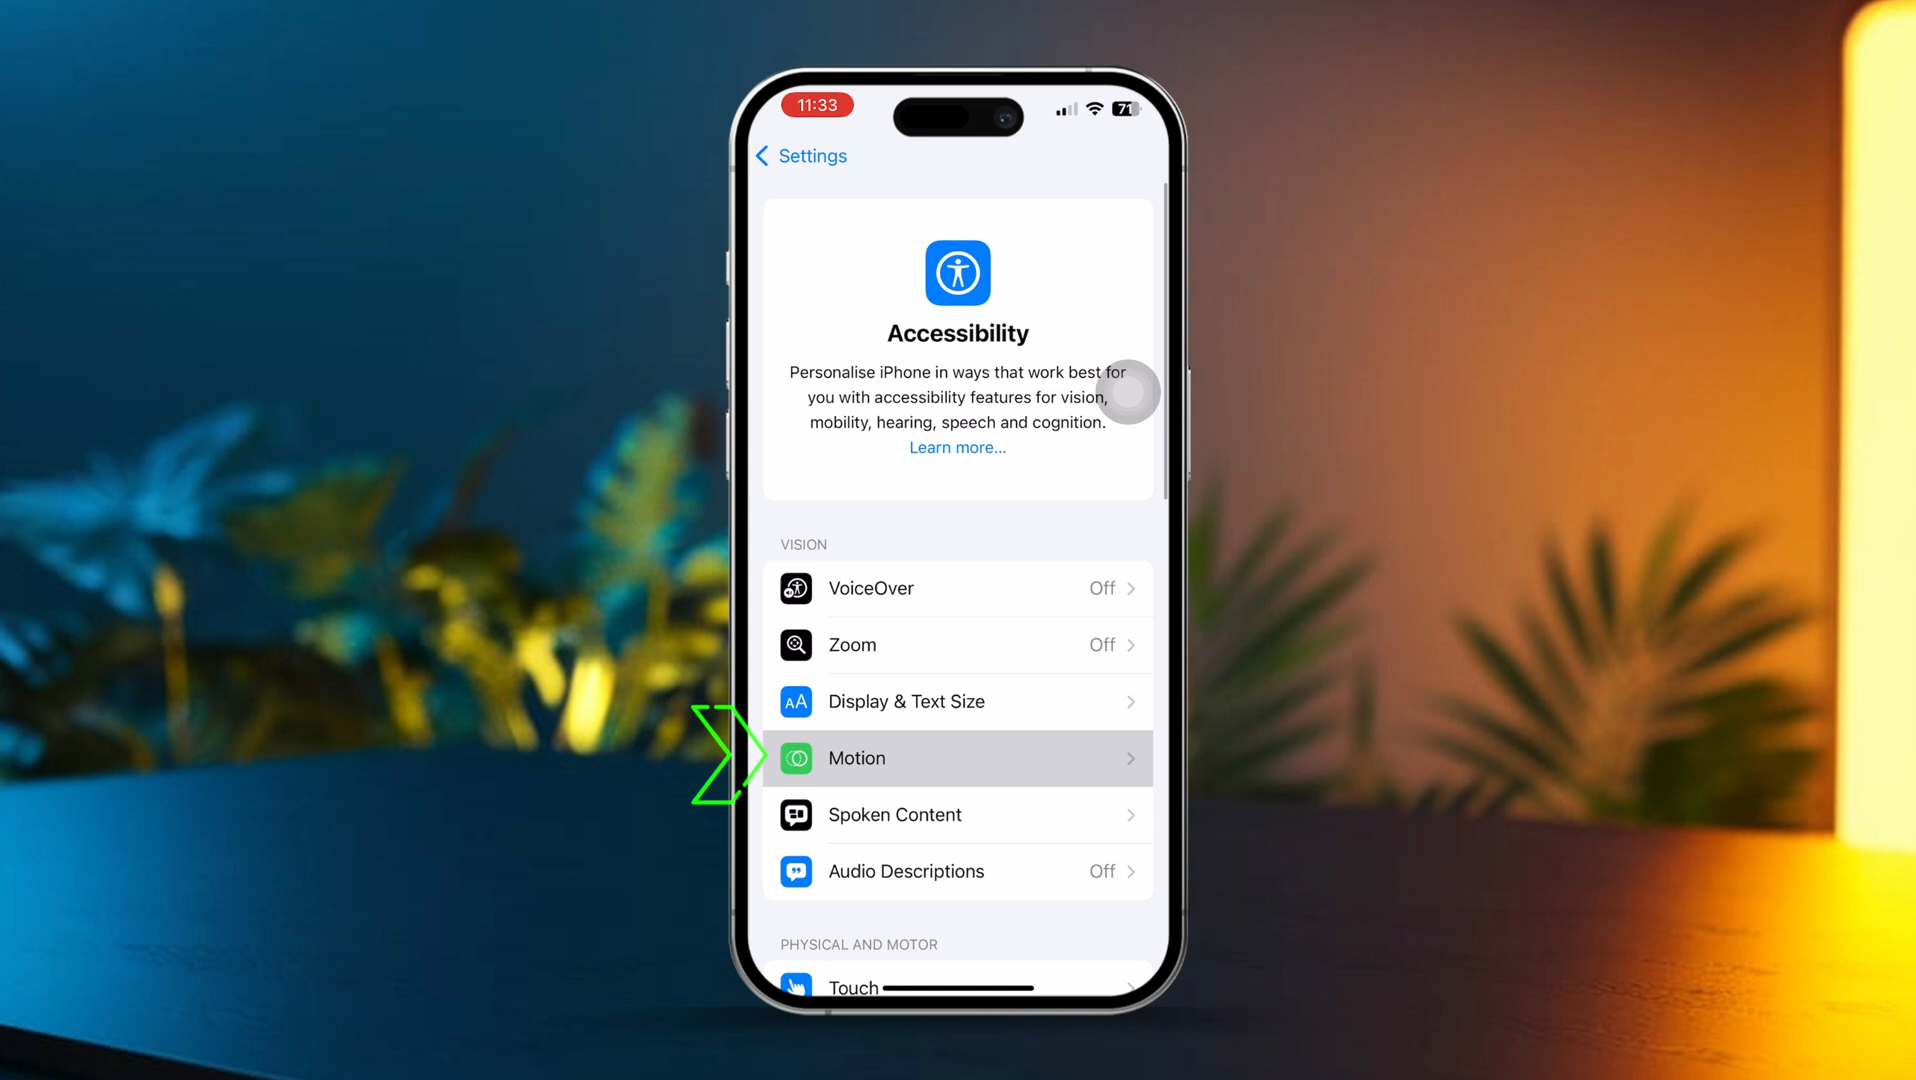 11:33
71
Settings
Accessibility
Personalise iPhone in ways that work best for
you with accessibility features for vision,
mobility, hearing, speech and cognition.
Learn more...
VISION
VoiceOver Off
Zoom Off
AA Display & Text Size
Motion
Spoken Content
Audio Descriptions Off
PHYSICAL AND MOTOR
Touch